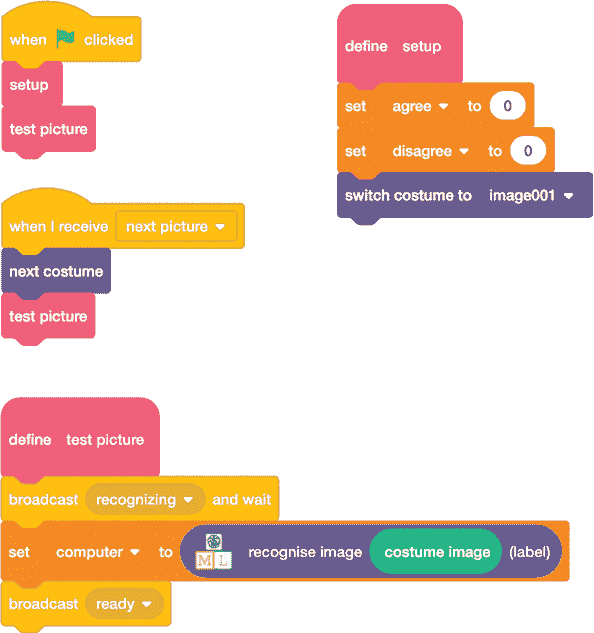 when clicked
setup
test picture
define setup
set agree to 0
set disagree to 0
switch costume to image001
when I receive next picture
next costume
test picture
define test picture
broadcast recognizing and wait
set computer to ML recognise image costume image (label)
broadcast ready